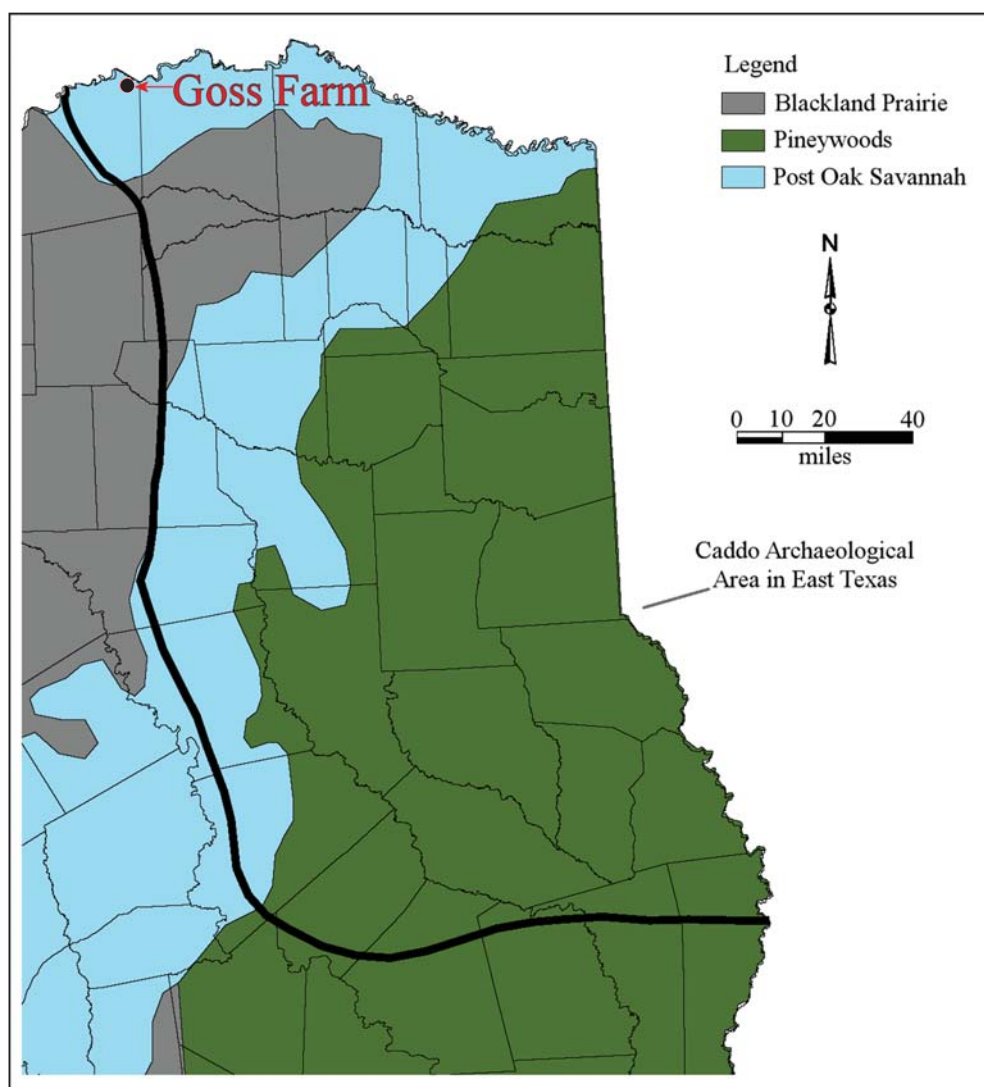 Goss Farm
Legend
Blackland Prairie
Pineywoods
Post Oak Savannah
N
0 10 20 40
miles
Caddo Archaeological
Area in East Texas